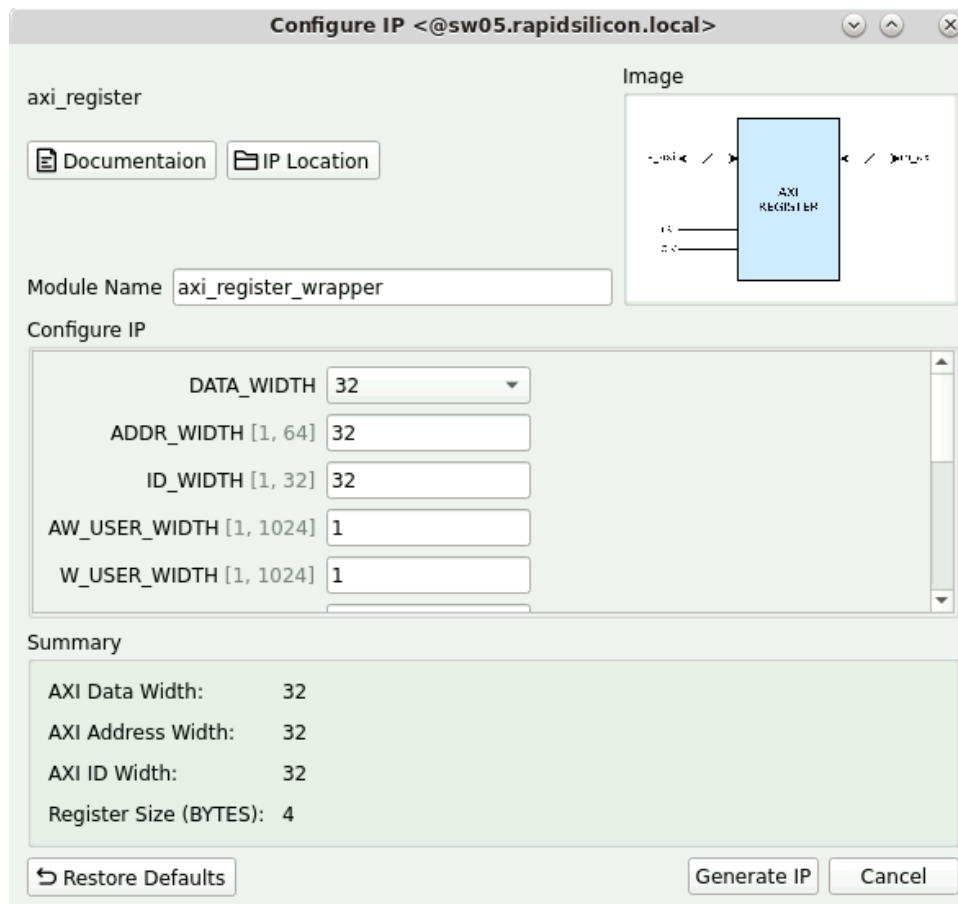 Configure IP <@sw05.rapidsilicon.local>
axi_register
Image
Documentaion
IP Location
AXI
REGISTER
Module Name axi_register_wrapper
Configure IP
DATA_WIDTH 32
ADDR_WIDTH [1, 64] 32
ID_WIDTH [1, 32] 32
AW_USER_WIDTH [1, 1024] 1
W_USER_WIDTH [1, 1024] 1
Summary
AXI Data Width: 32
AXI Address Width: 32
AXI ID Width: 32
Register Size (BYTES): 4
Restore Defaults
Generate IP
Cancel